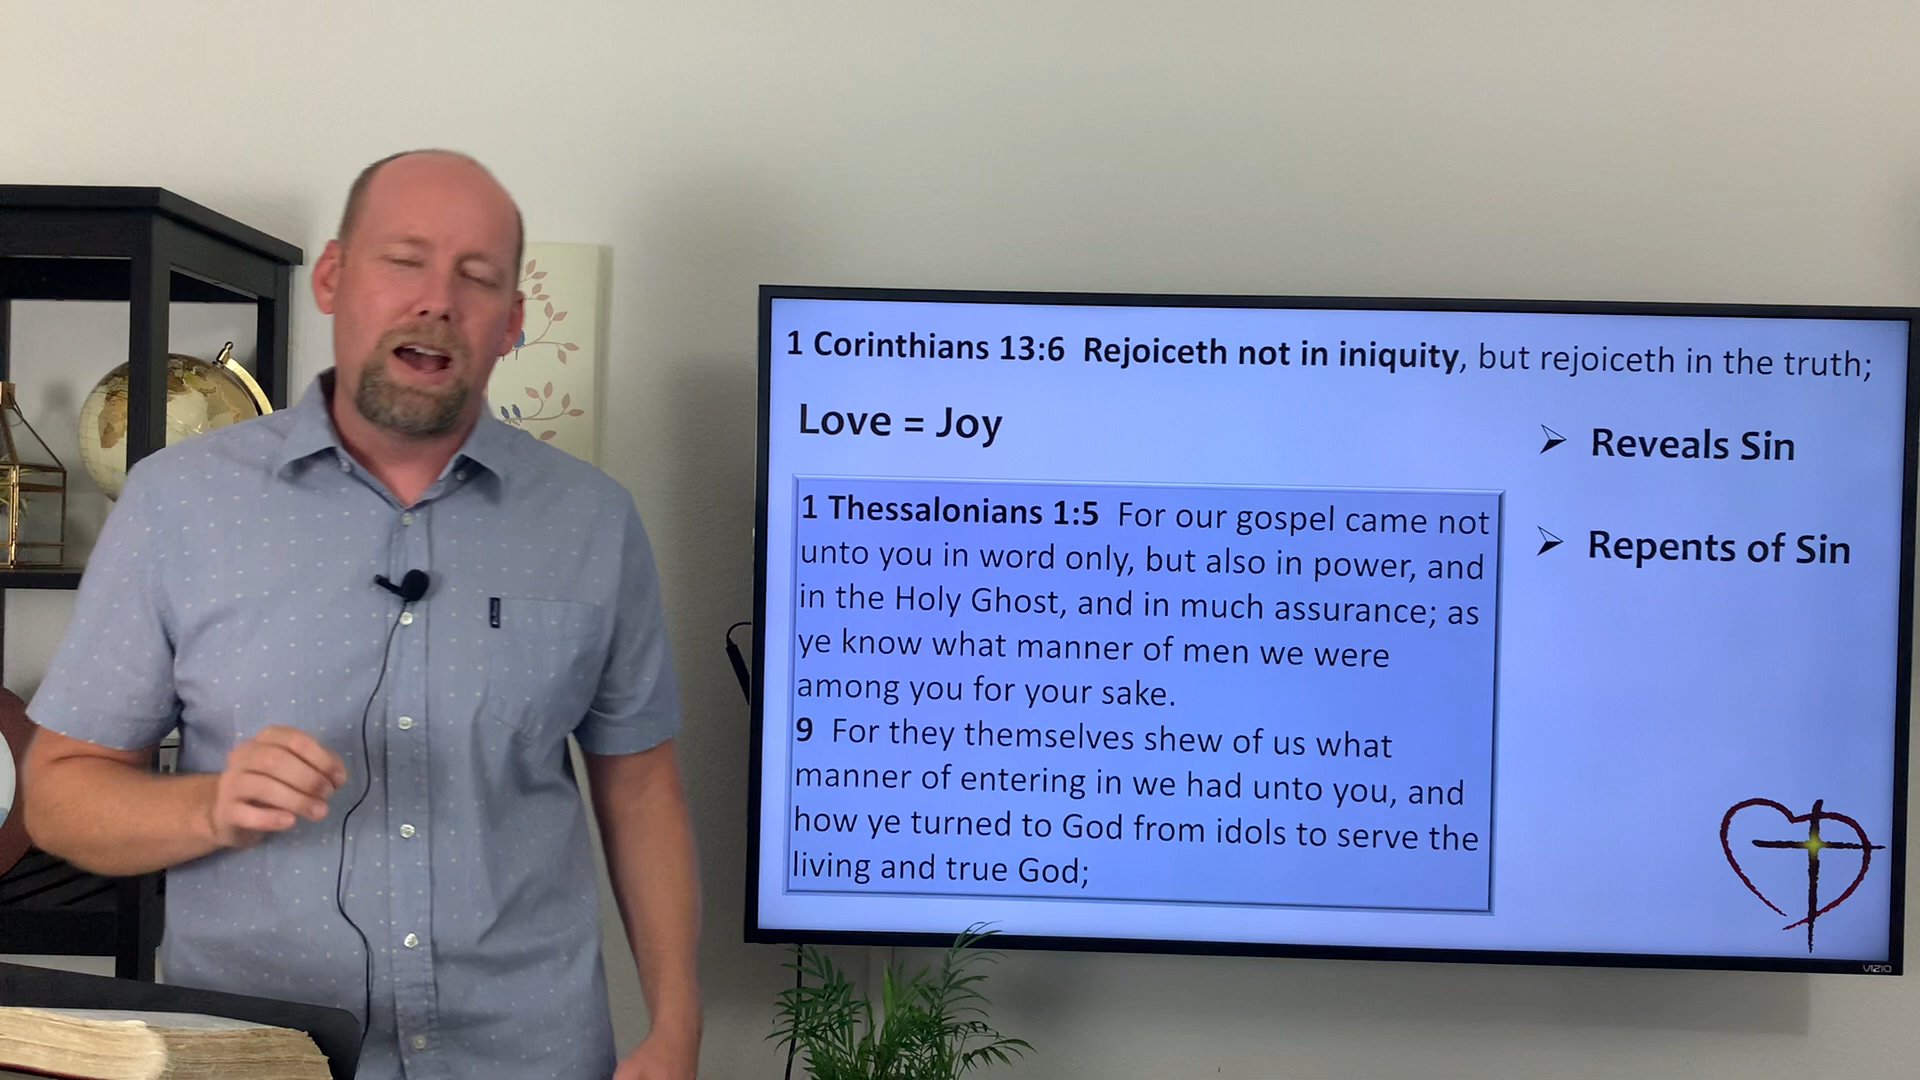 1 Corinthians 13:6  Rejoiceth not in iniquity, but rejoiceth in the truth;
Love = Joy
1 Thessalonians 1:5  For our gospel came not
unto you in word only, but also in power, and
in the Holy Ghost, and in much assurance; as
ye know what manner of men we were
among you for your sake.
9  For they themselves shew of us what
manner of entering in we had unto you, and
how ye turned to God from idols to serve the
living and true God;
Reveals Sin
Repents of Sin
VIZIO